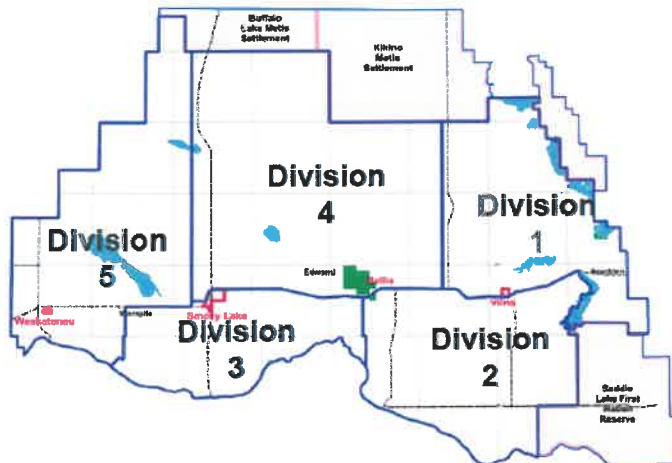 Buffalo
Lake Metis
Settlement
Kikino
Metis
Settlement
Division
4
Division
1
Division
5
Edwand
Bellis
Waskatenau
Warspite
Smoky Lake
Vilna
Division
3
Division
2
Saddle
Lake First
Nation
Reserve